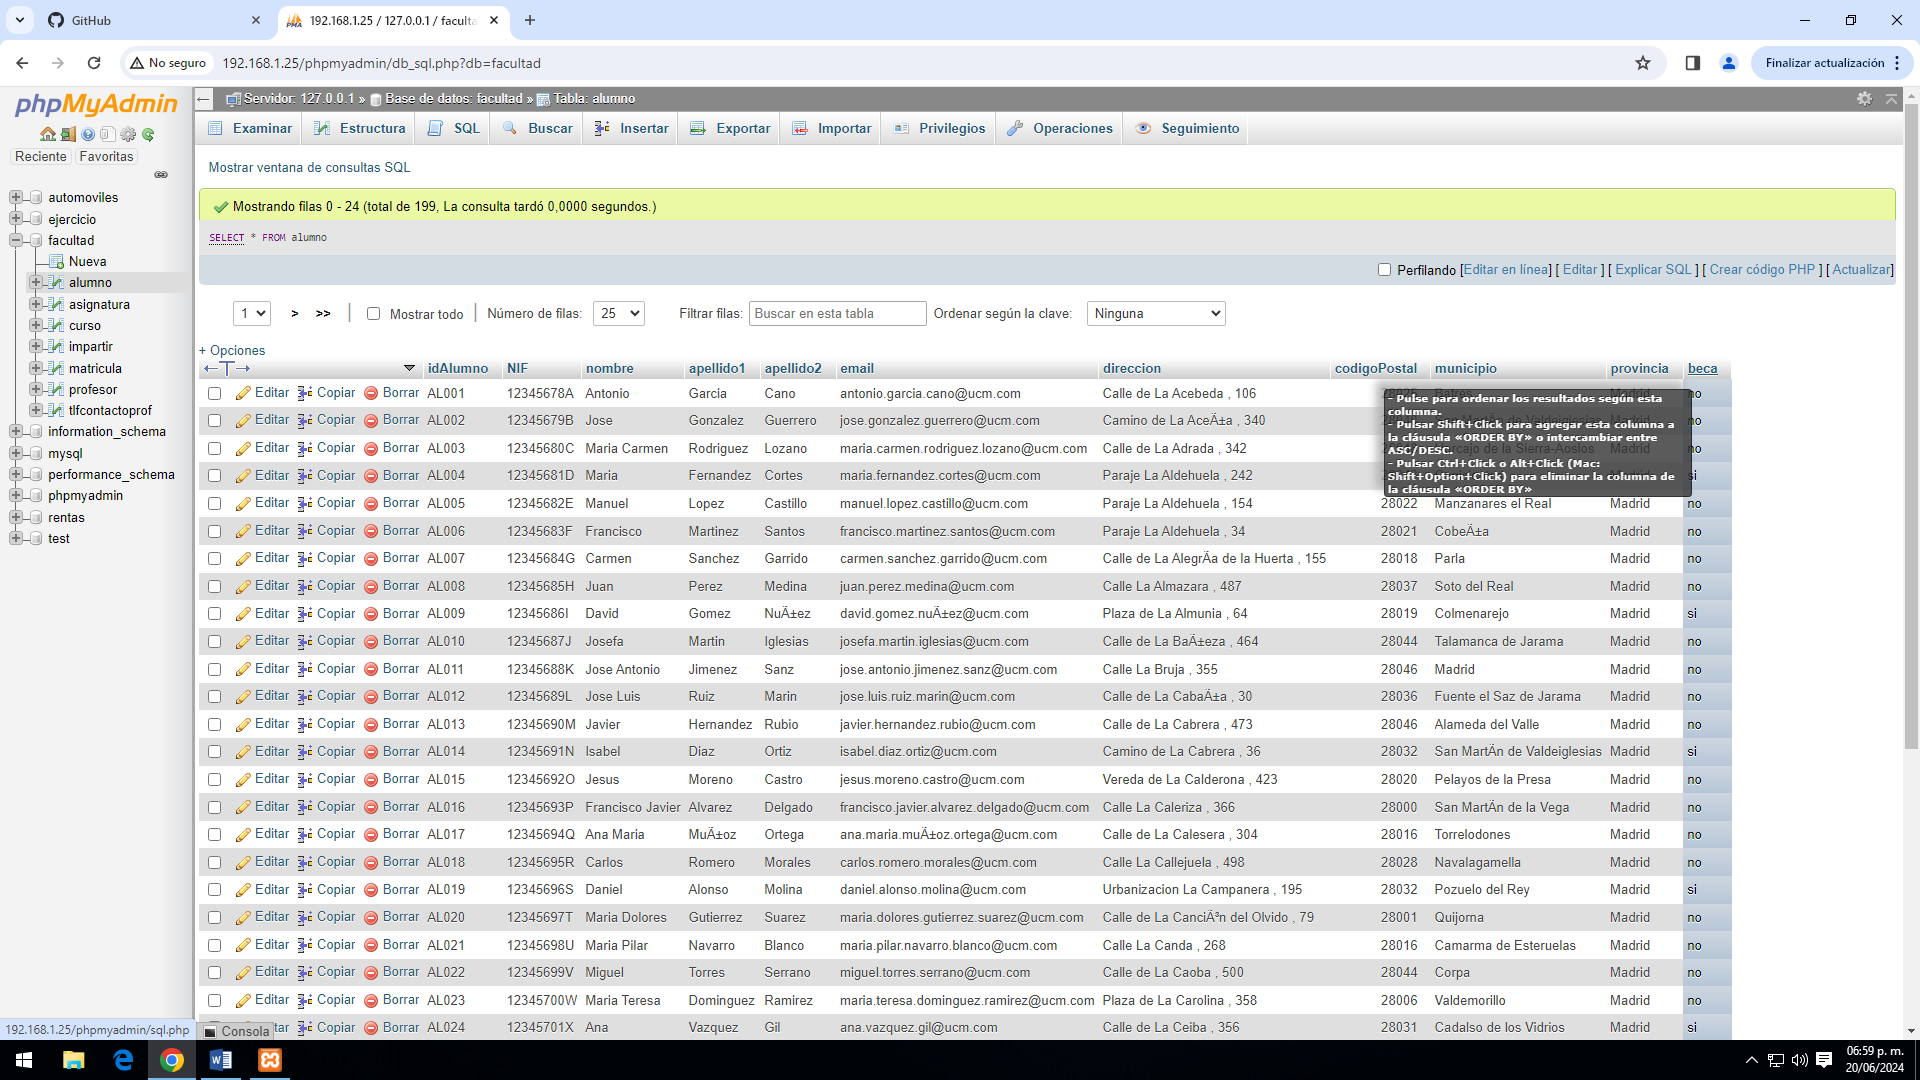 GitHub
192.168.1.25 / 127.0.0.1 / faculta
No seguro
192.168.1.25/phpmyadmin/db_sql.php?db=facultad
Finalizar actualización
phpMyAdmin
Reciente Favoritas
automoviles
ejercicio
facultad
Nueva
alumno
asignatura
curso
impartir
matricula
profesor
tlfcontactoprof
information_schema
mysql
performance_schema
phpmyadmin
rentas
test
192.168.1.25/phpmyadmin/sql.php
Servidor: 127.0.0.1 » Base de datos: facultad » Tabla: alumno
Examinar Estructura SQL Buscar Insertar Exportar Importar Privilegios Operaciones Seguimiento
Mostrar ventana de consultas SQL
Mostrando filas 0 - 24 (total de 199, La consulta tardó 0,0000 segundos.)
SELECT * FROM alumno
Perfilando [Editar en línea] [ Editar ] [ Explicar SQL ] [ Crear código PHP ] [ Actualizar]
1 > >> | Mostrar todo | Número de filas: 25 Filtrar filas: Buscar en esta tabla Ordenar según la clave: Ninguna
+ Opciones
←T→ idAlumno NIF nombre apellido1 apellido2 email direccion codigoPostal municipio provincia beca
Editar Copiar Borrar AL001 12345678A Antonio Garcia Cano antonio.garcia.cano@ucm.com Calle de La Acebeda , 106 no
Editar Copiar Borrar AL002 12345679B Jose Gonzalez Guerrero jose.gonzalez.guerrero@ucm.com Camino de La AceÃ±a , 340 no
Editar Copiar Borrar AL003 12345680C Maria Carmen Rodriguez Lozano maria.carmen.rodriguez.lozano@ucm.com Calle de La Adrada , 342 no
Editar Copiar Borrar AL004 12345681D Maria Fernandez Cortes maria.fernandez.cortes@ucm.com Paraje La Aldehuela , 242 si
- Pulse para ordenar los resultados según esta
columna.
- Pulsar Shift+Click para agregar esta columna a
la cláusula «ORDER BY» o intercambiar entre
ASC/DESC.
- Pulsar Ctrl+Click o Alt+Click (Mac:
Shift+Option+Click) para eliminar la columna de
la cláusula «ORDER BY»
Editar Copiar Borrar AL005 12345682E Manuel Lopez Castillo manuel.lopez.castillo@ucm.com Paraje La Aldehuela , 154 28022 Manzanares el Real Madrid no
Editar Copiar Borrar AL006 12345683F Francisco Martinez Santos francisco.martinez.santos@ucm.com Paraje La Aldehuela , 34 28021 CobeÃ±a Madrid no
Editar Copiar Borrar AL007 12345684G Carmen Sanchez Garrido carmen.sanchez.garrido@ucm.com Calle de La AlegrÃ­a de la Huerta , 155 28018 Parla Madrid no
Editar Copiar Borrar AL008 12345685H Juan Perez Medina juan.perez.medina@ucm.com Calle La Almazara , 487 28037 Soto del Real Madrid no
Editar Copiar Borrar AL009 12345686I David Gomez NuÃ±ez david.gomez.nuÃ±ez@ucm.com Plaza de La Almunia , 64 28019 Colmenarejo Madrid si
Editar Copiar Borrar AL010 12345687J Josefa Martin Iglesias josefa.martin.iglesias@ucm.com Calle de La BaÃ±eza , 464 28044 Talamanca de Jarama Madrid no
Editar Copiar Borrar AL011 12345688K Jose Antonio Jimenez Sanz jose.antonio.jimenez.sanz@ucm.com Calle La Bruja , 355 28046 Madrid Madrid no
Editar Copiar Borrar AL012 12345689L Jose Luis Ruiz Marin jose.luis.ruiz.marin@ucm.com Calle de La CabaÃ±a , 30 28036 Fuente el Saz de Jarama Madrid no
Editar Copiar Borrar AL013 12345690M Javier Hernandez Rubio javier.hernandez.rubio@ucm.com Calle de La Cabrera , 473 28046 Alameda del Valle Madrid no
Editar Copiar Borrar AL014 12345691N Isabel Diaz Ortiz isabel.diaz.ortiz@ucm.com Camino de La Cabrera , 36 28032 San MartÃ­n de Valdeiglesias Madrid si
Editar Copiar Borrar AL015 12345692O Jesus Moreno Castro jesus.moreno.castro@ucm.com Vereda de La Calderona , 423 28020 Pelayos de la Presa Madrid no
Editar Copiar Borrar AL016 12345693P Francisco Javier Alvarez Delgado francisco.javier.alvarez.delgado@ucm.com Calle La Caleriza , 366 28000 San MartÃ­n de la Vega Madrid no
Editar Copiar Borrar AL017 12345694Q Ana Maria MuÃ±oz Ortega ana.maria.muÃ±oz.ortega@ucm.com Calle de La Calesera , 304 28016 Torrelodones Madrid no
Editar Copiar Borrar AL018 12345695R Carlos Romero Morales carlos.romero.morales@ucm.com Calle La Callejuela , 498 28028 Navalagamella Madrid no
Editar Copiar Borrar AL019 12345696S Daniel Alonso Molina daniel.alonso.molina@ucm.com Urbanizacion La Campanera , 195 28032 Pozuelo del Rey Madrid si
Editar Copiar Borrar AL020 12345697T Maria Dolores Gutierrez Suarez maria.dolores.gutierrez.suarez@ucm.com Calle de La CanciÃ³n del Olvido , 79 28001 Quijorna Madrid no
Editar Copiar Borrar AL021 12345698U Maria Pilar Navarro Blanco maria.pilar.navarro.blanco@ucm.com Calle La Canda , 268 28016 Camarma de Esteruelas Madrid no
Editar Copiar Borrar AL022 12345699V Miguel Torres Serrano miguel.torres.serrano@ucm.com Calle de La Caoba , 500 28044 Corpa Madrid no
Editar Copiar Borrar AL023 12345700W Maria Teresa Dominguez Ramirez maria.teresa.dominguez.ramirez@ucm.com Plaza de La Carolina , 358 28006 Valdemorillo Madrid no
Copiar Borrar AL024 12345701X Ana Vazquez Gil ana.vazquez.gil@ucm.com Calle de La Ceiba , 356 28031 Cadalso de los Vidrios Madrid si
Consola
06:59 p. m.
20/06/2024